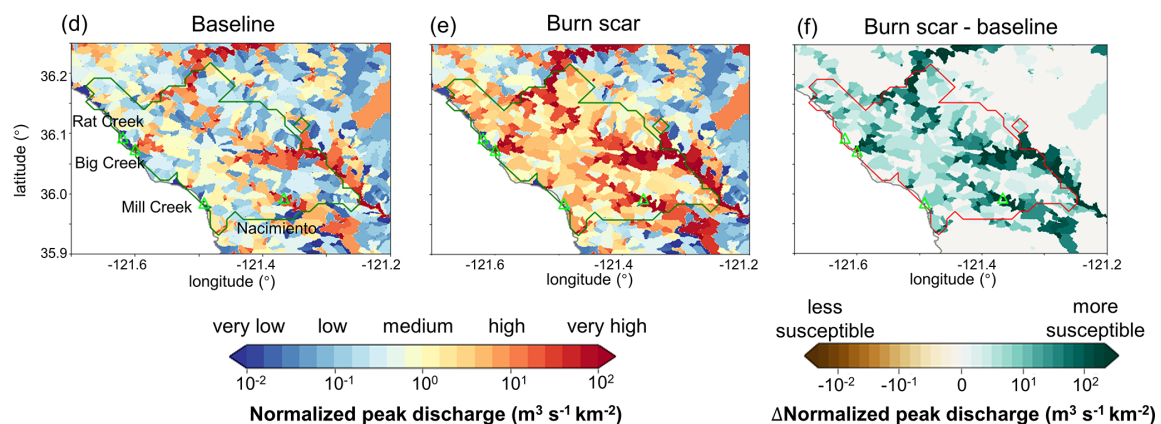 (d) Baseline
(e) Burn scar
(f) Burn scar - baseline
36.2
36.1
36.0
35.9
latitude (°)
Rat Creek
Big Creek
Mill Creek
Nacimiento
-121.6 -121.4 -121.2
longitude (°)
-121.6 -121.4 -121.2
longitude (°)
-121.6 -121.4 -121.2
longitude (°)
very low low medium high very high
10⁻² 10⁻¹ 10⁰ 10¹ 10²
Normalized peak discharge (m³ s⁻¹ km⁻²)
less
susceptible
more
susceptible
-10⁻² -10⁻¹ 0 10¹ 10²
ΔNormalized peak discharge (m³ s⁻¹ km⁻²)